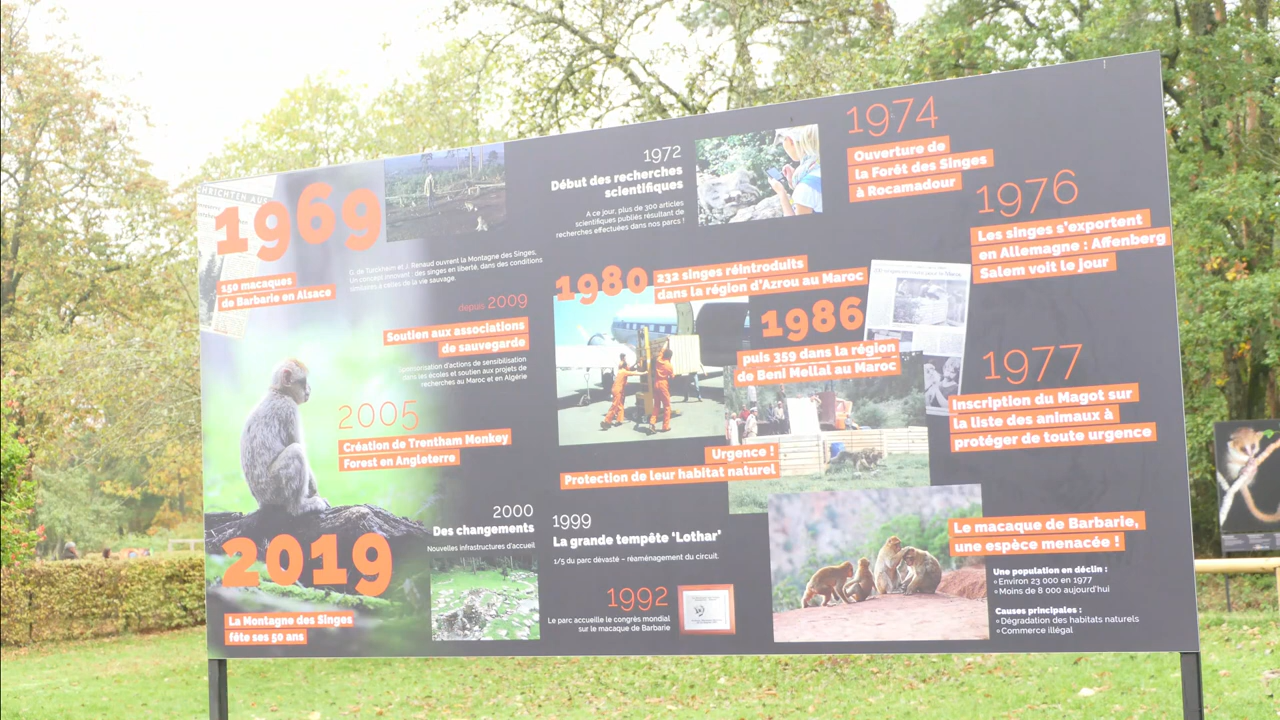 CHRICHTEN AUS
1969
150 macaques
de Barbarie en Alsace
G. de Turckheim et J. Renaud ouvrent la Montagne des Singes,
un concept innovant : des singes en liberté, dans des conditions
similaires à celles de la vie sauvage.
1972
Début des recherches
scientifiques
A ce jour, plus de 300 articles
scientifiques publiés résultant de
recherches effectuées dans nos parcs !
1974
Ouverture de
la Forêt des Singes
à Rocamadour
1976
Les singes s'exportent
en Allemagne : Affenberg
Salem voit le jour
1977
Inscription du Magot sur
la liste des animaux à
protéger de toute urgence
1980
232 singes réintroduits
dans la région d'Azrou au Maroc
1986
puis 359 dans la région
de Beni Mellal au Maroc
Urgence !
Protection de leur habitat naturel
1992
Le parc accueille le congrès mondial
sur le macaque de Barbarie
1999
La grande tempête 'Lothar'
1/5 du parc dévasté – réaménagement du circuit.
2000
Des changements
Nouvelles infrastructures d'accueil
2005
Création de Trentham Monkey
Forest en Angleterre
depuis 2009
Soutien aux associations
de sauvegarde
d'actions de sensibilisation
dans les écoles et soutien aux projets de
recherches au Maroc et en Algérie
2019
La Montagne des Singes
fête ses 50 ans
Le macaque de Barbarie,
une espèce menacée !
Une population en déclin :
Environ 23 000 en 1977
Moins de 8 000 aujourd'hui
Causes principales :
Dégradation des habitats naturels
Commerce illégal